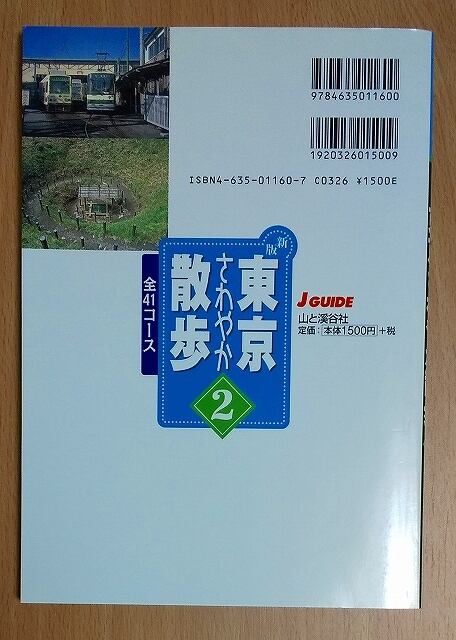 9784635011600
1920326015009
ISBN4-635-01160-7 C0326 ¥1500E
新版
東京
さわやか
散歩
2
全41コース
J GUIDE
山と溪谷社
定価：本体1500円+税